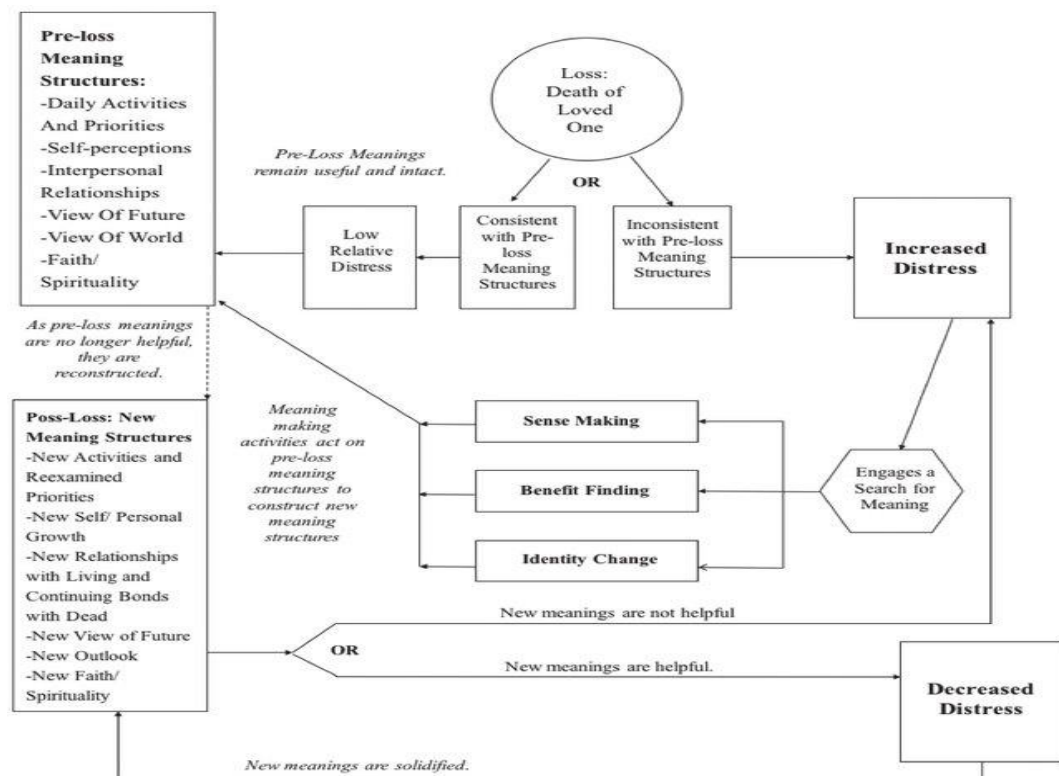 Pre-loss
Meaning
Structures:
-Daily Activities
And Priorities
-Self-perceptions
-Interpersonal
Relationships
-View Of Future
-View Of World
-Faith/
Spirituality
Loss:
Death of
Loved
One
Pre-Loss Meanings
remain useful and intact.
OR
Low
Relative
Distress
Consistent
with Pre-
loss
Meaning
Structures
Inconsistent
with Pre-loss
Meaning
Structures
Increased
Distress
As pre-loss meanings
are no longer helpful,
they are
reconstructed.
Poss-Loss: New
Meaning Structures
-New Activities and
Reexamined
Priorities
-New Self/ Personal
Growth
-New Relationships
with Living and
Continuing Bonds
with Dead
-New View of Future
-New Outlook
-New Faith/
Spirituality
Meaning
making
activities act on
pre-loss
meaning
structures to
construct new
meaning
structures
Sense Making
Benefit Finding
Identity Change
Engages a
Search for
Meaning
New meanings are not helpful
OR
New meanings are helpful.
Decreased
Distress
New meanings are solidified.